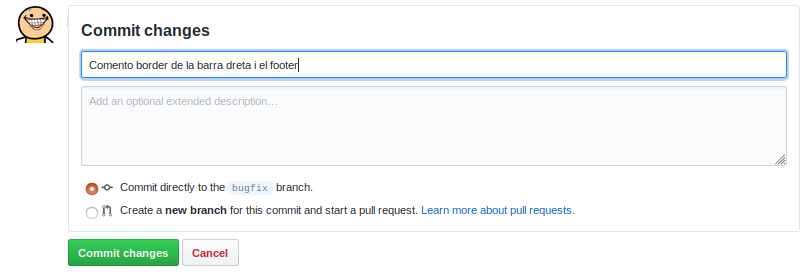 Commit changes
Comento border de la barra dreta i el footer
Add an optional extended description…
Commit directly to the bugfix branch.
Create a new branch for this commit and start a pull request. Learn more about pull requests.
Commit changes Cancel